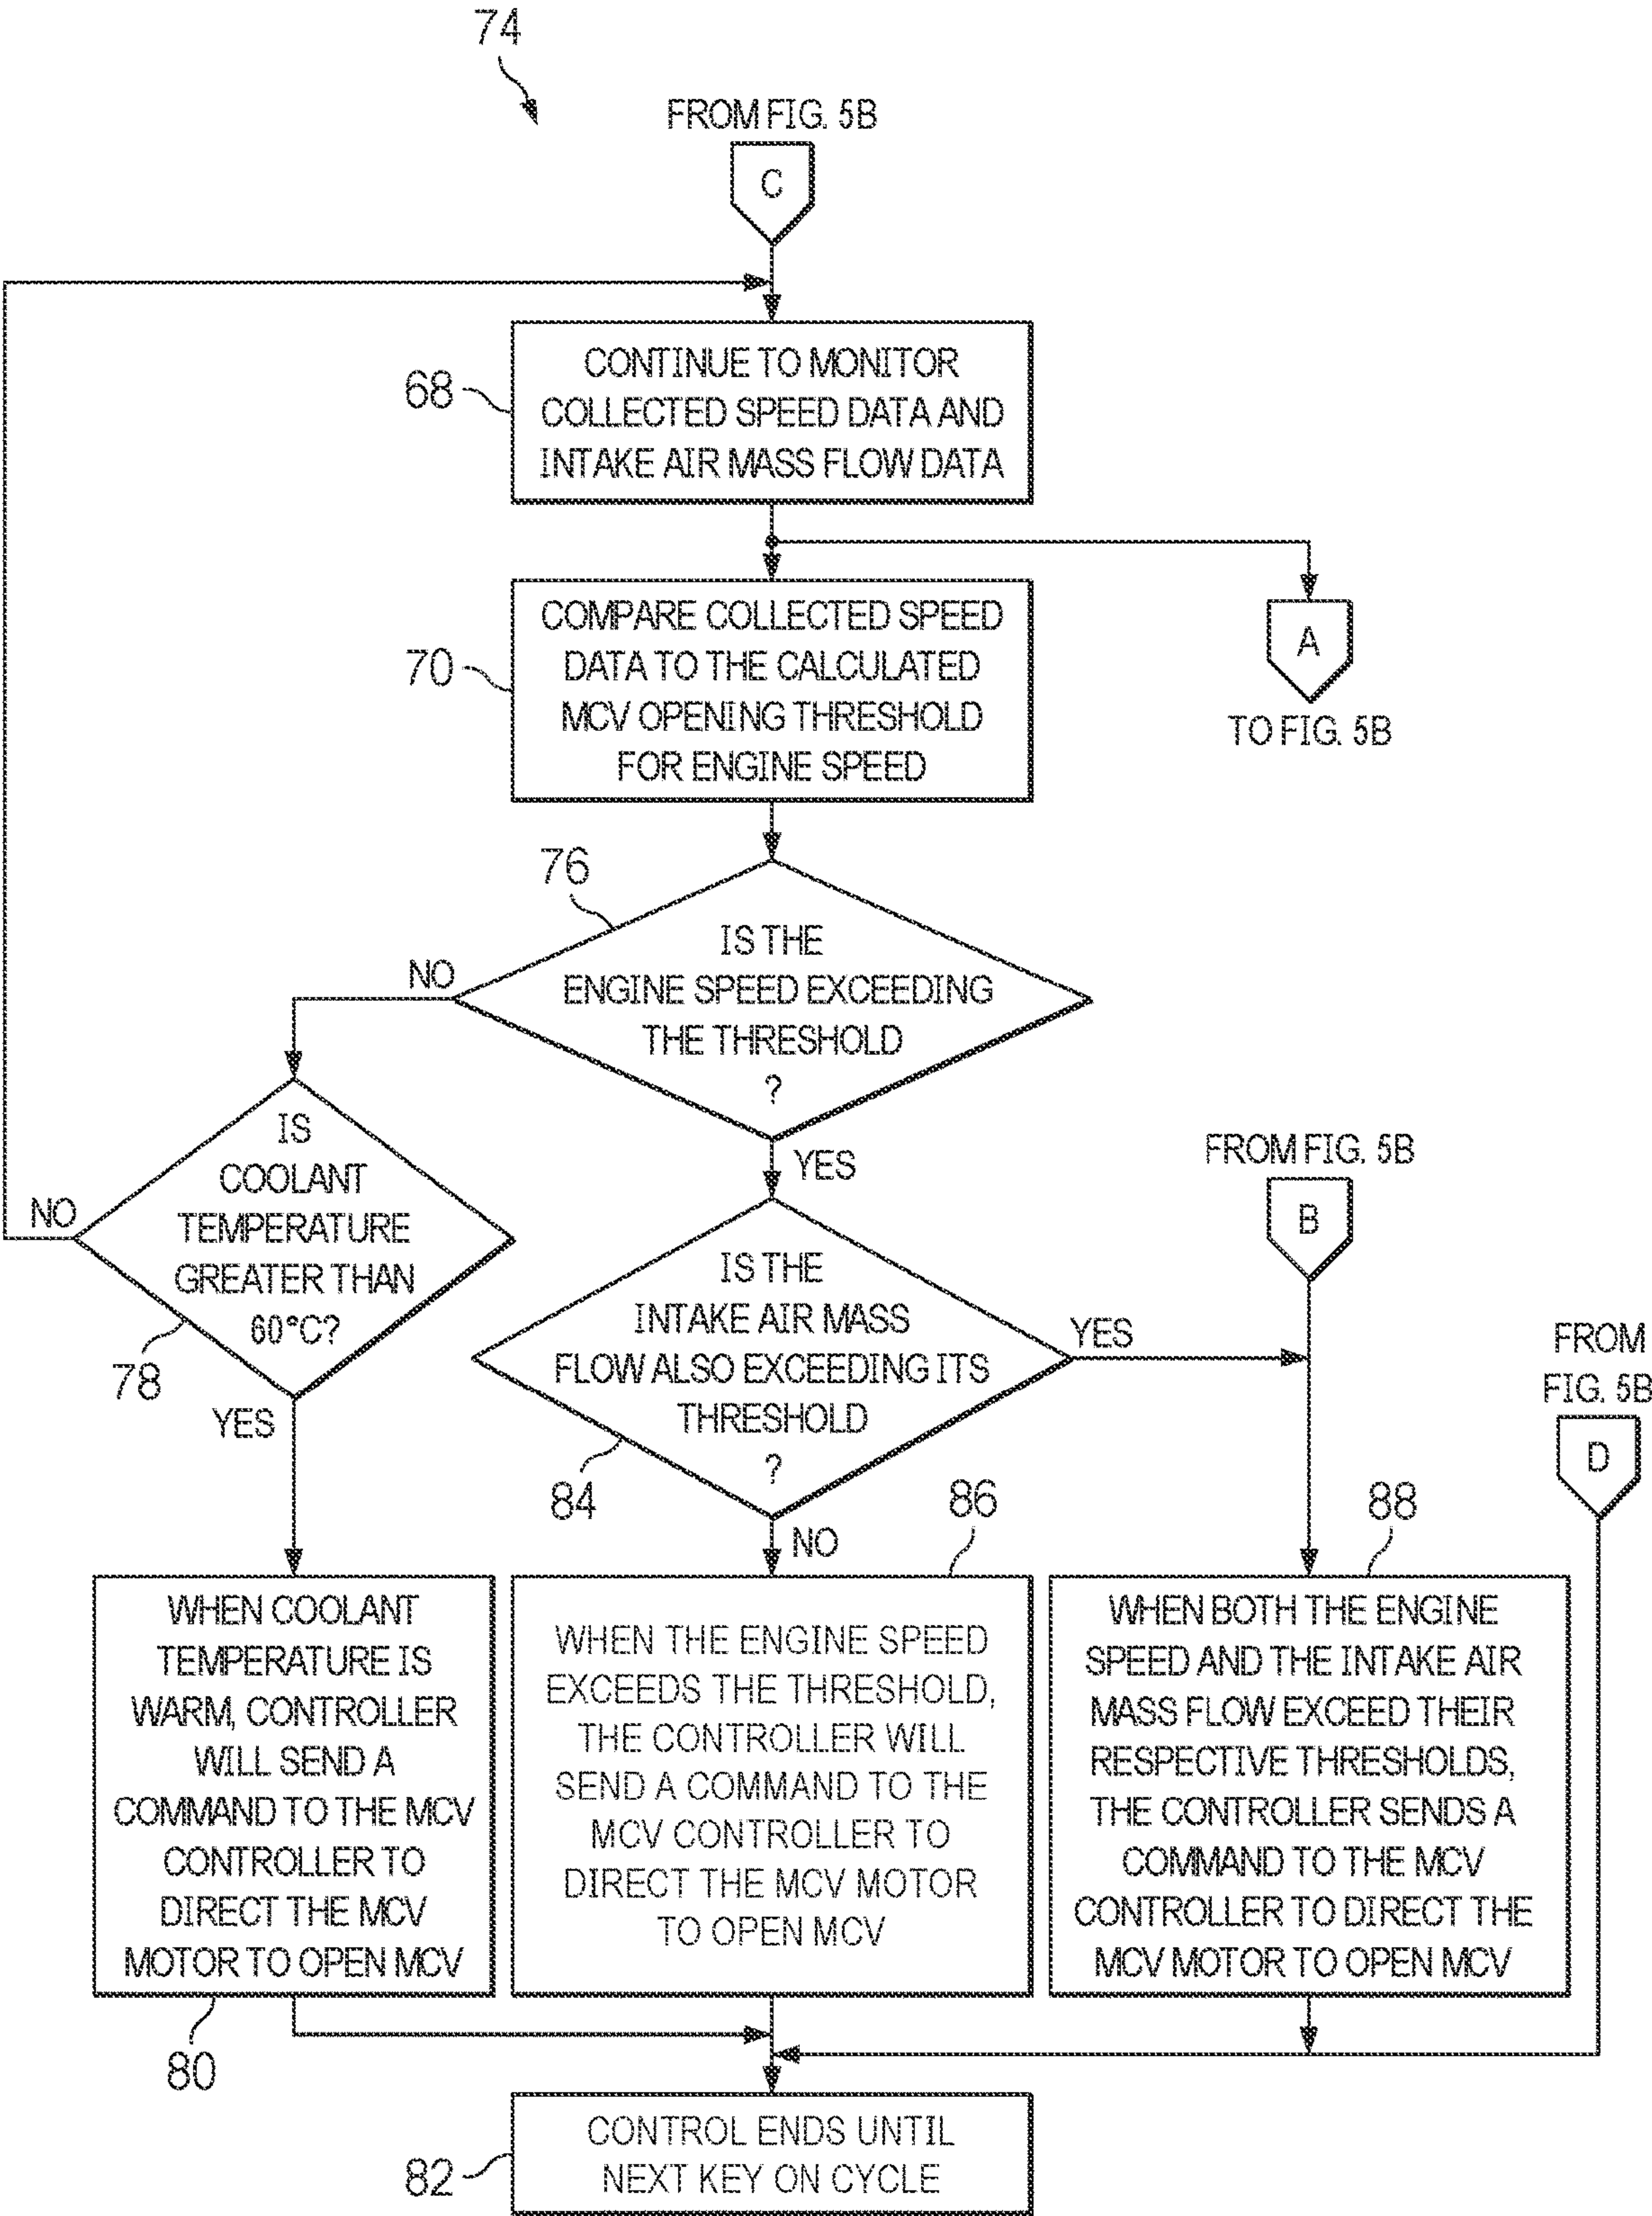 74
FROM FIG. 5B
C
68
CONTINUE TO MONITOR
COLLECTED SPEED DATA AND
INTAKE AIR MASS FLOW DATA
70
COMPARE COLLECTED SPEED
DATA TO THE CALCULATED
MCV OPENING THRESHOLD
FOR ENGINE SPEED
A
TO FIG. 5B
76
IS THE
ENGINE SPEED EXCEEDING
THE THRESHOLD
?
NO
YES
IS
COOLANT
TEMPERATURE
GREATER THAN
60°C?
NO
78
YES
IS THE
INTAKE AIR MASS
FLOW ALSO EXCEEDING ITS
THRESHOLD
?
YES
84
NO
FROM FIG. 5B
B
FROM
FIG. 5B
D
WHEN COOLANT
TEMPERATURE IS
WARM, CONTROLLER
WILL SEND A
COMMAND TO THE MCV
CONTROLLER TO
DIRECT THE MCV
MOTOR TO OPEN MCV
80
86
WHEN THE ENGINE SPEED
EXCEEDS THE THRESHOLD,
THE CONTROLLER WILL
SEND A COMMAND TO THE
MCV CONTROLLER TO
DIRECT THE MCV MOTOR
TO OPEN MCV
88
WHEN BOTH THE ENGINE
SPEED AND THE INTAKE AIR
MASS FLOW EXCEED THEIR
RESPECTIVE THRESHOLDS,
THE CONTROLLER SENDS A
COMMAND TO THE MCV
CONTROLLER TO DIRECT THE
MCV MOTOR TO OPEN MCV
82
CONTROL ENDS UNTIL
NEXT KEY ON CYCLE